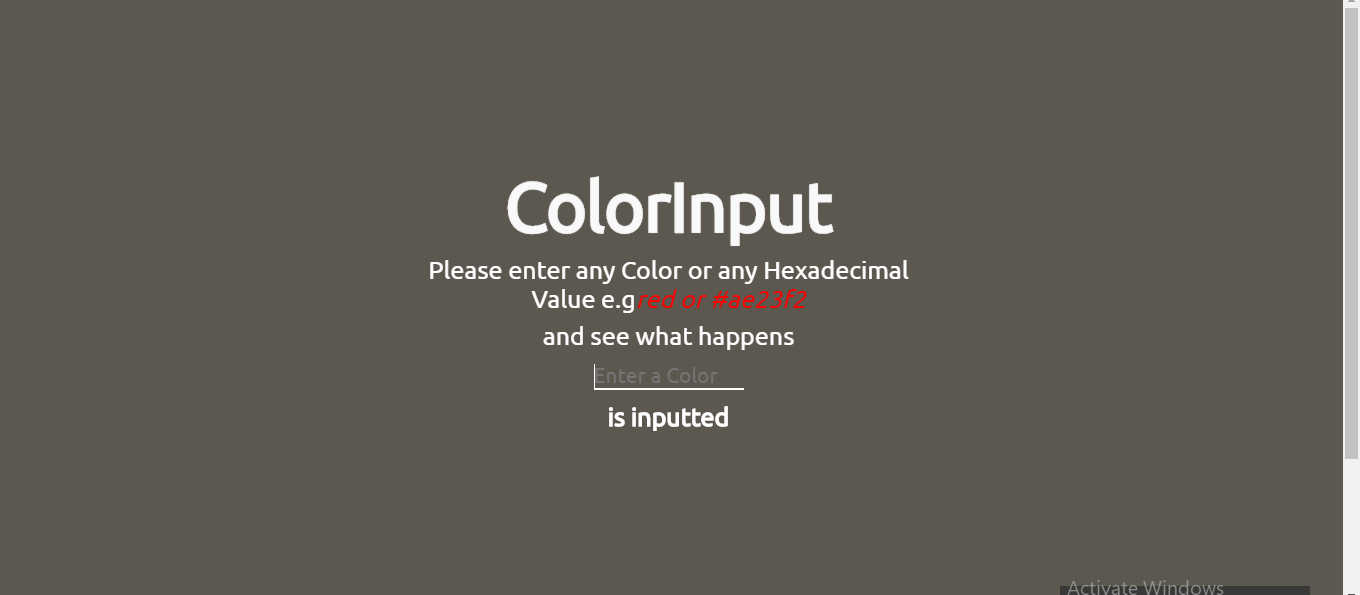 ColorInput
Please enter any Color or any Hexadecimal
Value e.gred or #ae23f2
and see what happens
Enter a Color
is inputted
Activate Windows